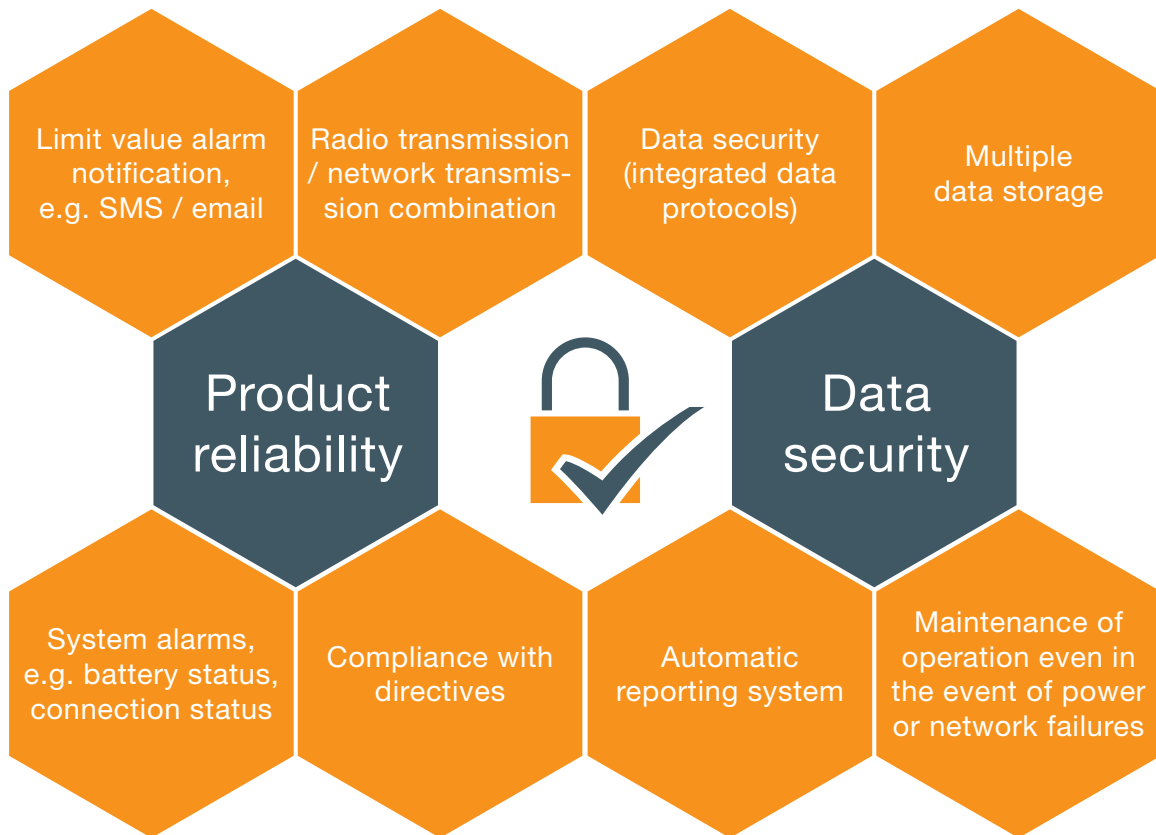 Limit value alarm
notification,
e.g. SMS / email
Radio transmission
/ network transmis-
sion combination
Data security
(integrated data
protocols)
Multiple
data storage
Product
reliability
Data
security
System alarms,
e.g. battery status,
connection status
Compliance with
directives
Automatic
reporting system
Maintenance of
operation even in
the event of power
or network failures